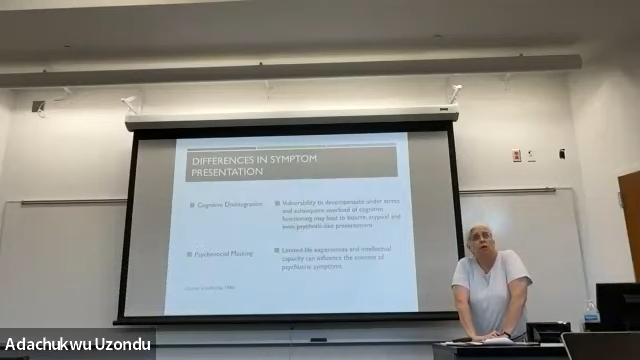 DIFFERENCES IN SYMPTOM
PRESENTATION
Cognitive Disintegration
Vulnerability to decompensate under stress
and subsequent overload of cognitive
functioning may lead to bizarre, atypical and
even psychotic-like presentation
Psychosocial Masking
Limited life experiences and intellectual
capacity can influence the content of
psychiatric symptoms.
Adachukwu Uzondu